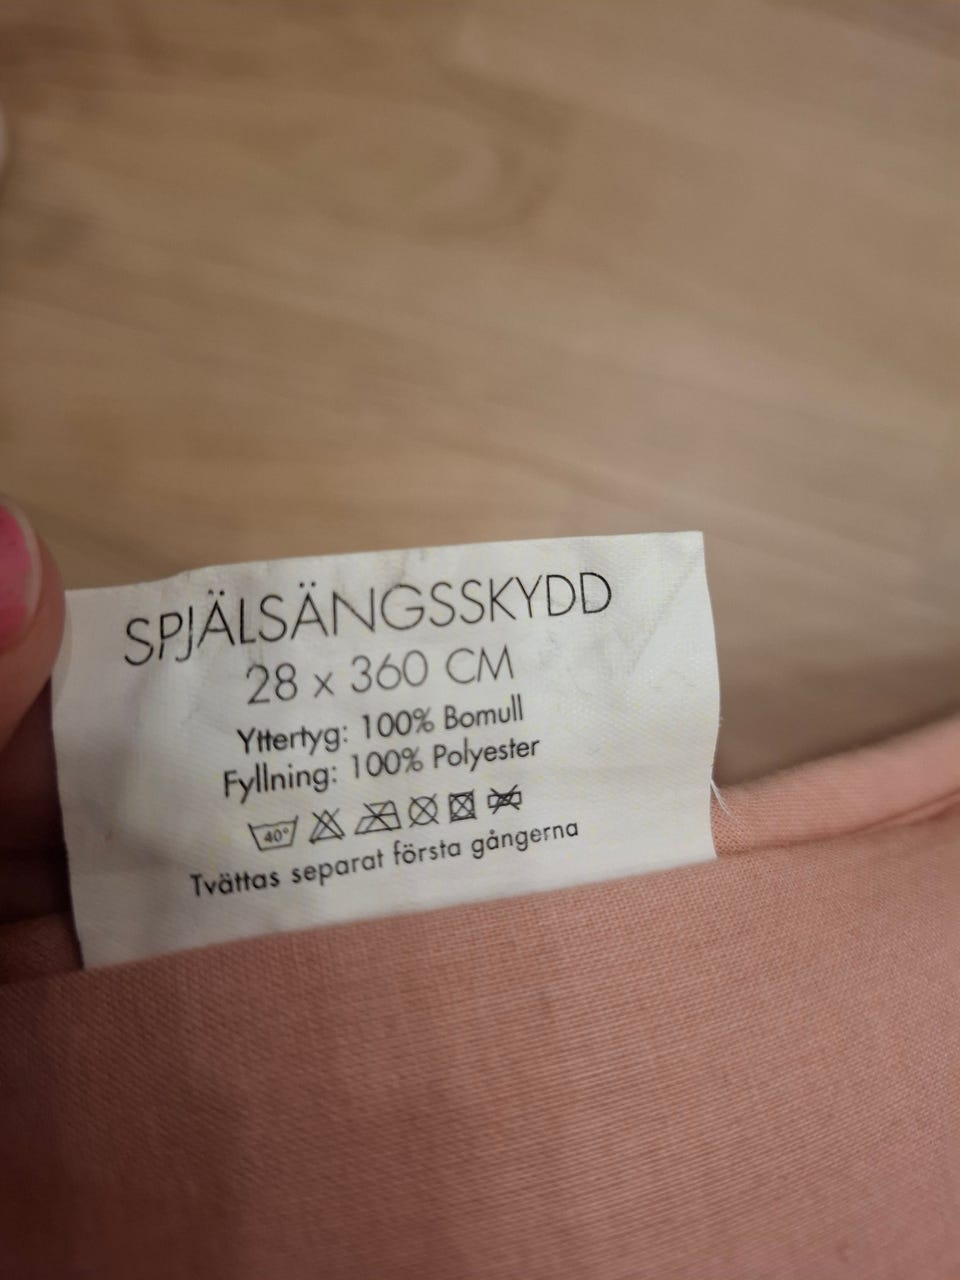 SPJÄLSÄNGSSKYDD
28 x 360 CM
Yttertyg: 100% Bomull
Fyllning: 100% Polyester
40°
Tvättas separat första gångerna